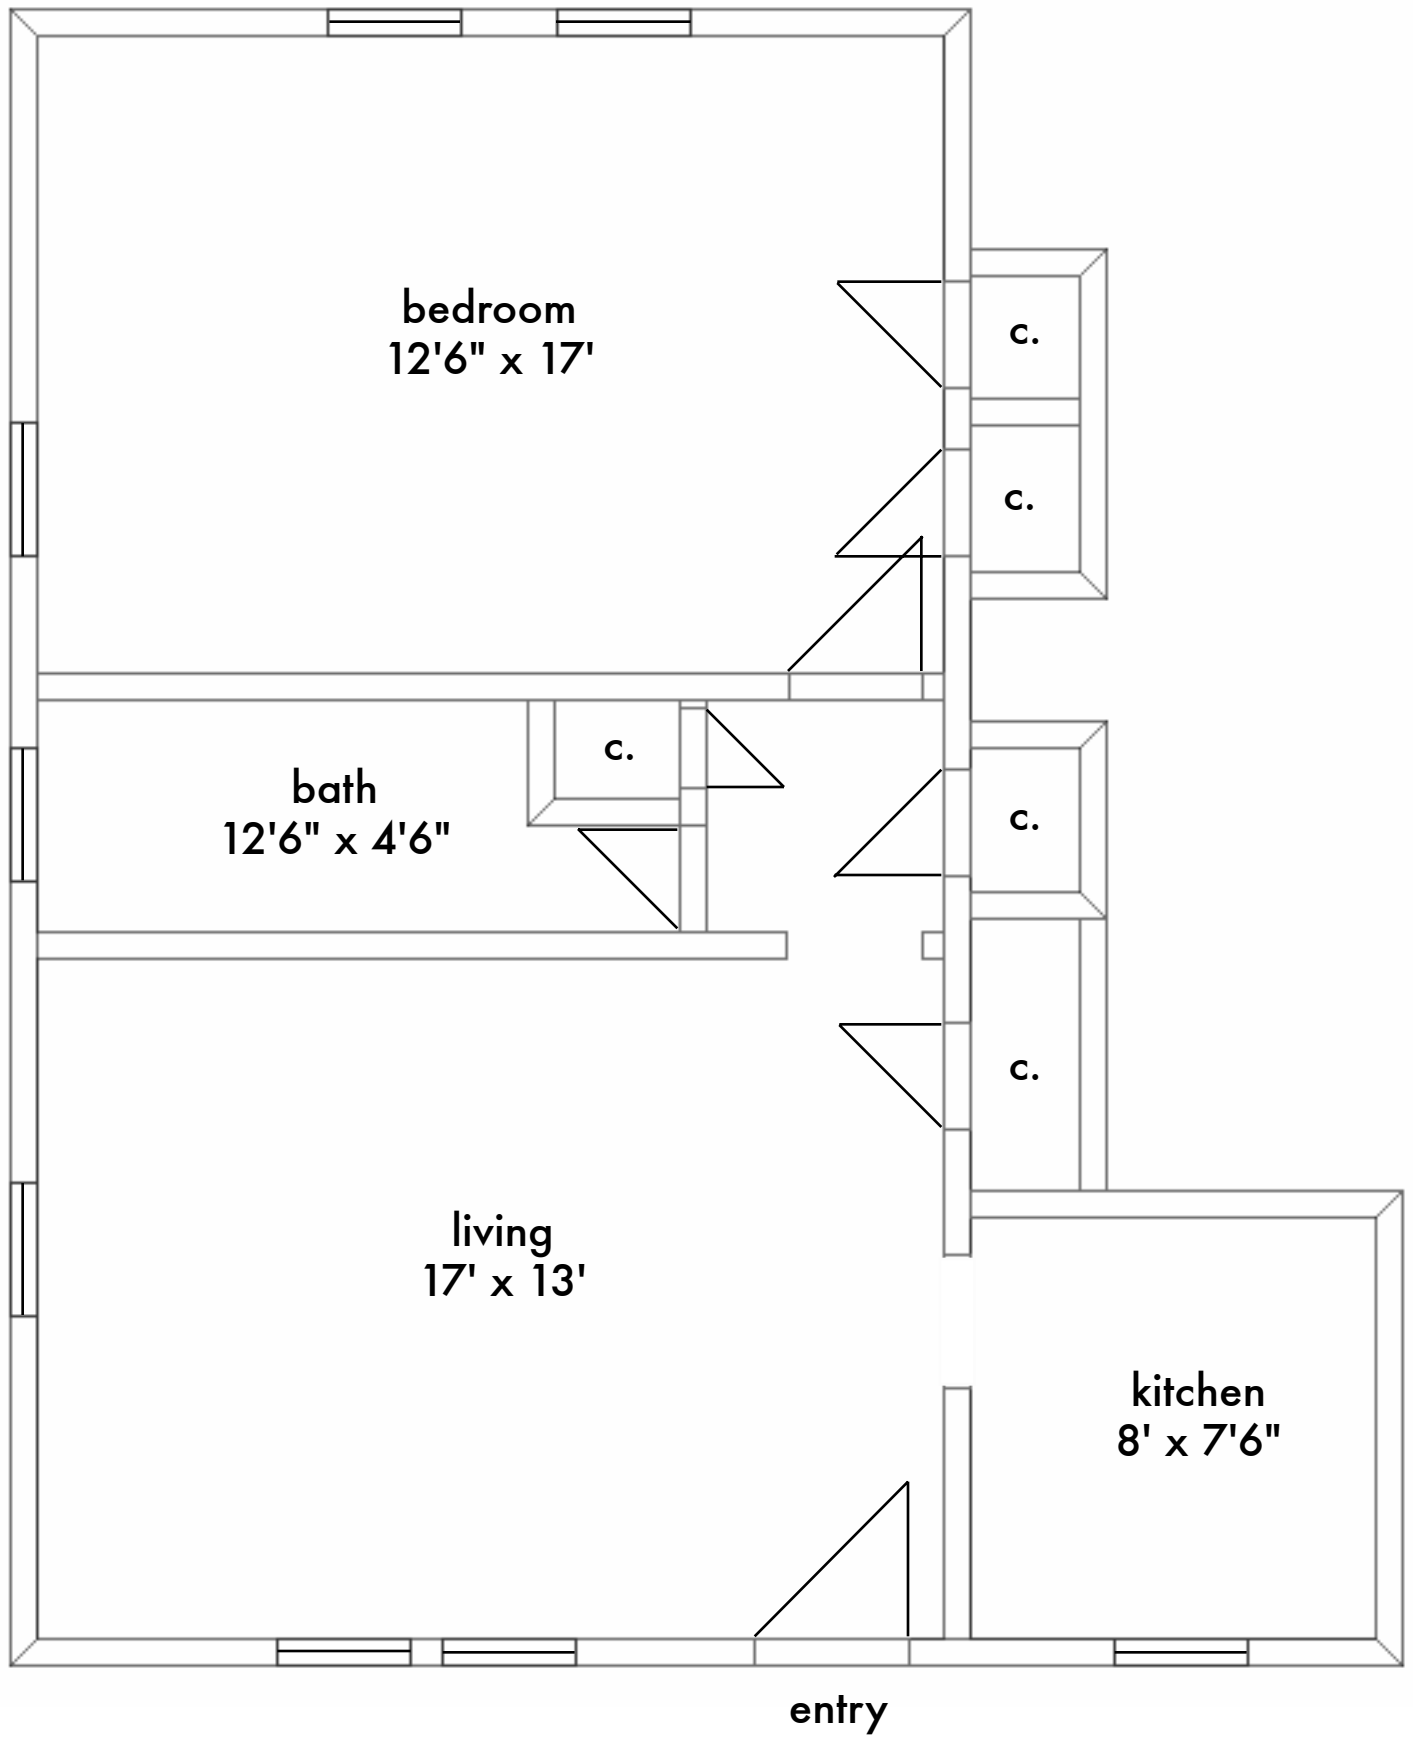 bedroom
12'6" x 17'
c.
c.
c.
bath
12'6" x 4'6"
c.
c.
living
17' x 13'
kitchen
8' x 7'6"
entry